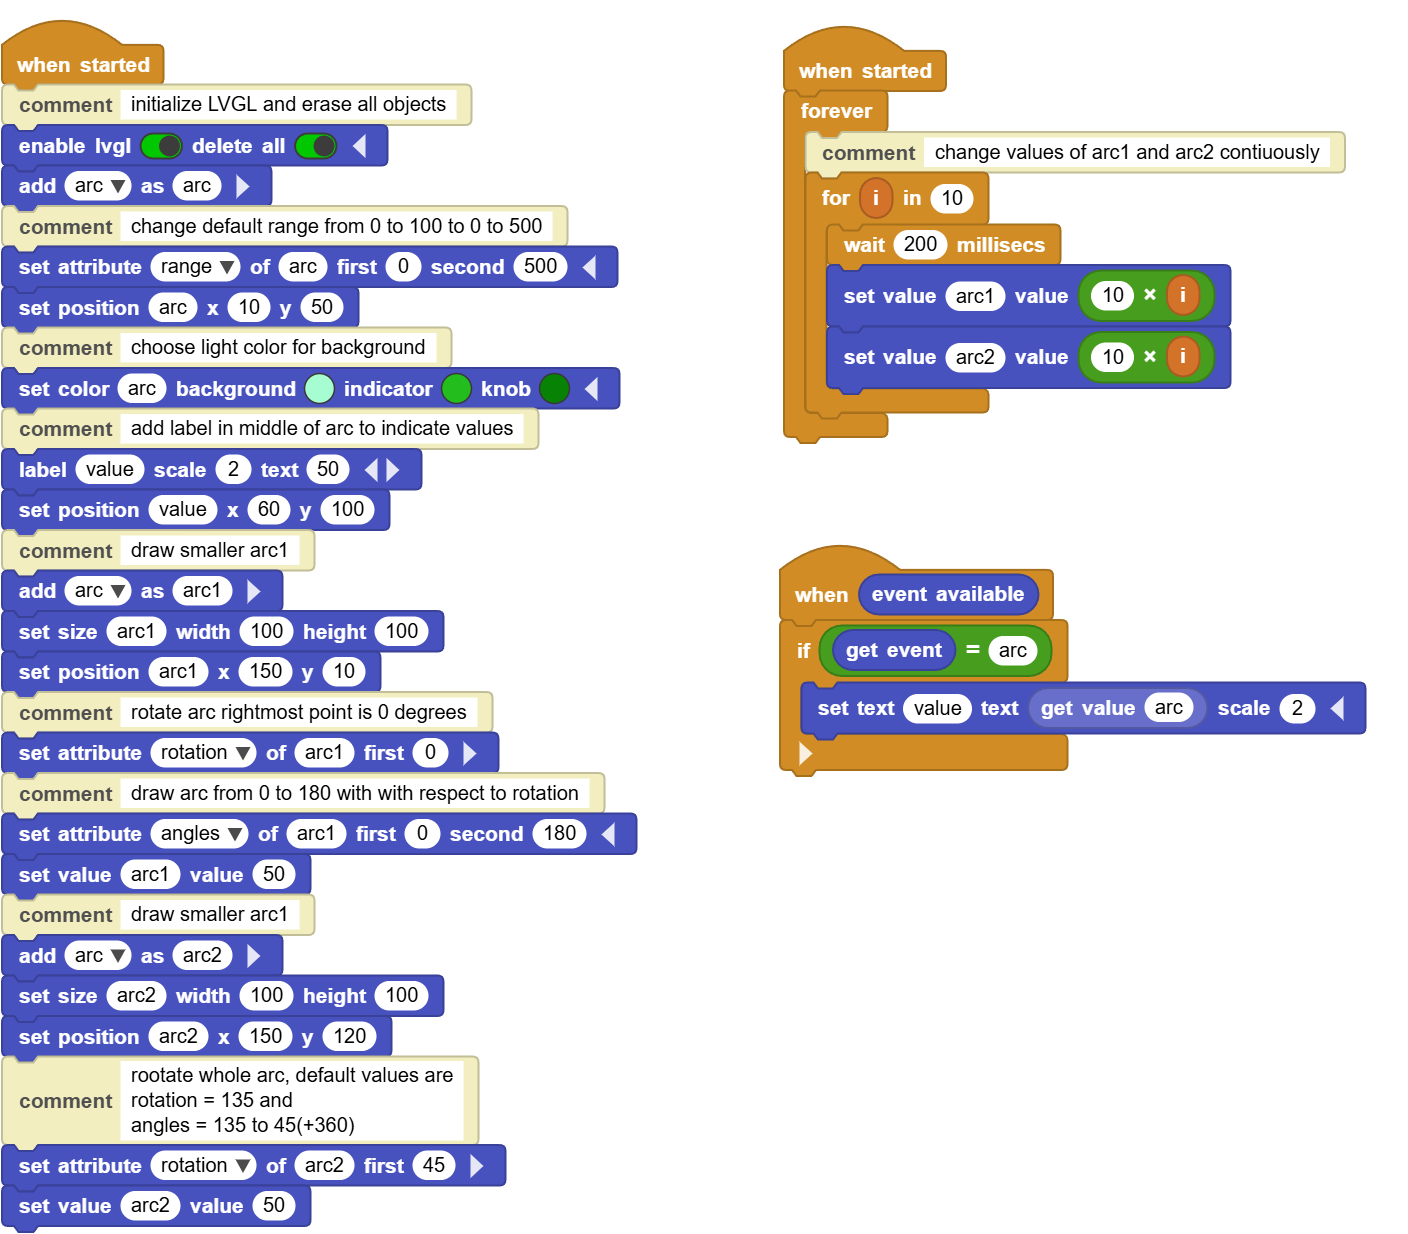 when started
comment initialize LVGL and erase all objects
enable lvgl delete all
add arc ▼ as arc
comment change default range from 0 to 100 to 0 to 500
set attribute range ▼ of arc first 0 second 500
set position arc x 10 y 50
comment choose light color for background
set color arc background indicator knob
comment add label in middle of arc to indicate values
label value scale 2 text 50
set position value x 60 y 100
comment draw smaller arc1
add arc ▼ as arc1
set size arc1 width 100 height 100
set position arc1 x 150 y 10
comment rotate arc rightmost point is 0 degrees
set attribute rotation ▼ of arc1 first 0
comment draw arc from 0 to 180 with with respect to rotation
set attribute angles ▼ of arc1 first 0 second 180
set value arc1 value 50
comment draw smaller arc1
add arc ▼ as arc2
set size arc2 width 100 height 100
set position arc2 x 150 y 120
rootate whole arc, default values are
comment rotation = 135 and
angles = 135 to 45(+360)
set attribute rotation ▼ of arc2 first 45
set value arc2 value 50
when started
forever
comment change values of arc1 and arc2 contiuously
for i in 10
wait 200 millisecs
set value arc1 value 10 × i
set value arc2 value 10 × i
when event available
if get event = arc
set text value text get value arc scale 2